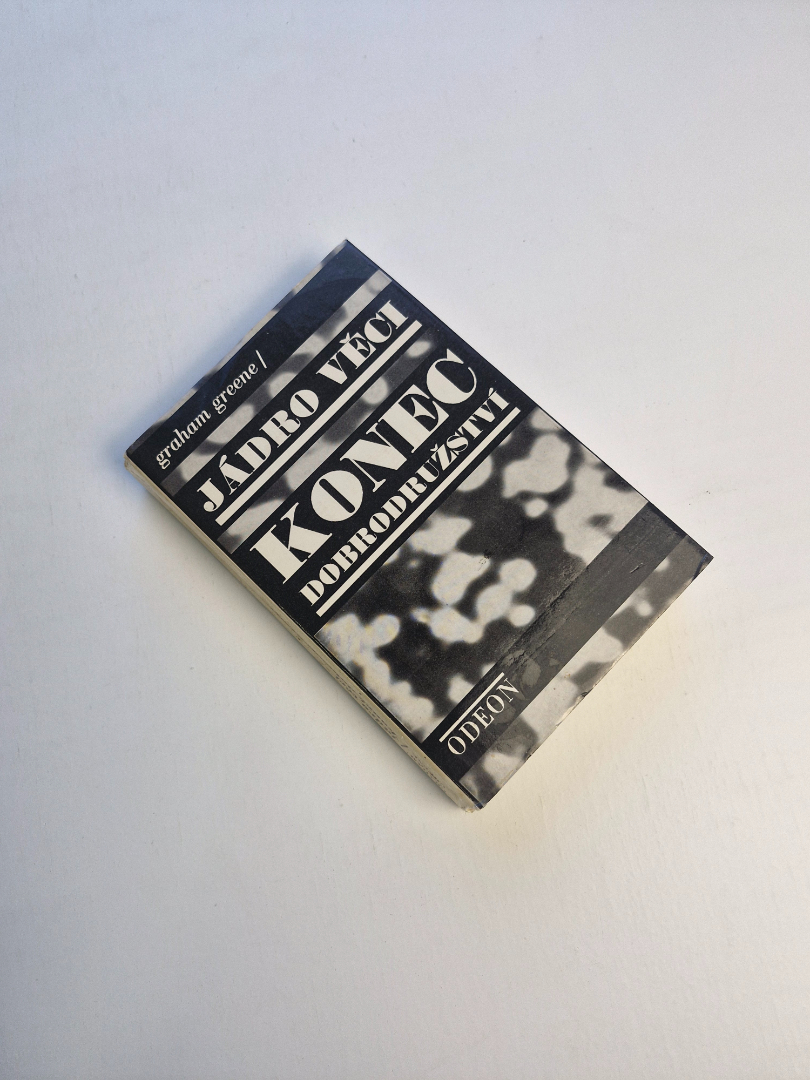 graham greene /
JÁDRO VĚCI
KONEC
DOBRODRUŽSTVÍ
ODEON